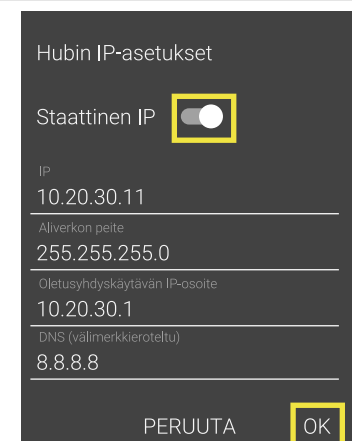 Hubin IP-asetukset
Staattinen IP
IP
10.20.30.11
Aliverkon peite
255.255.255.0
Oletusyhdyskäytävän IP-osoite
10.20.30.1
DNS (välimerkkieroteltu)
8.8.8.8
PERUUTA OK